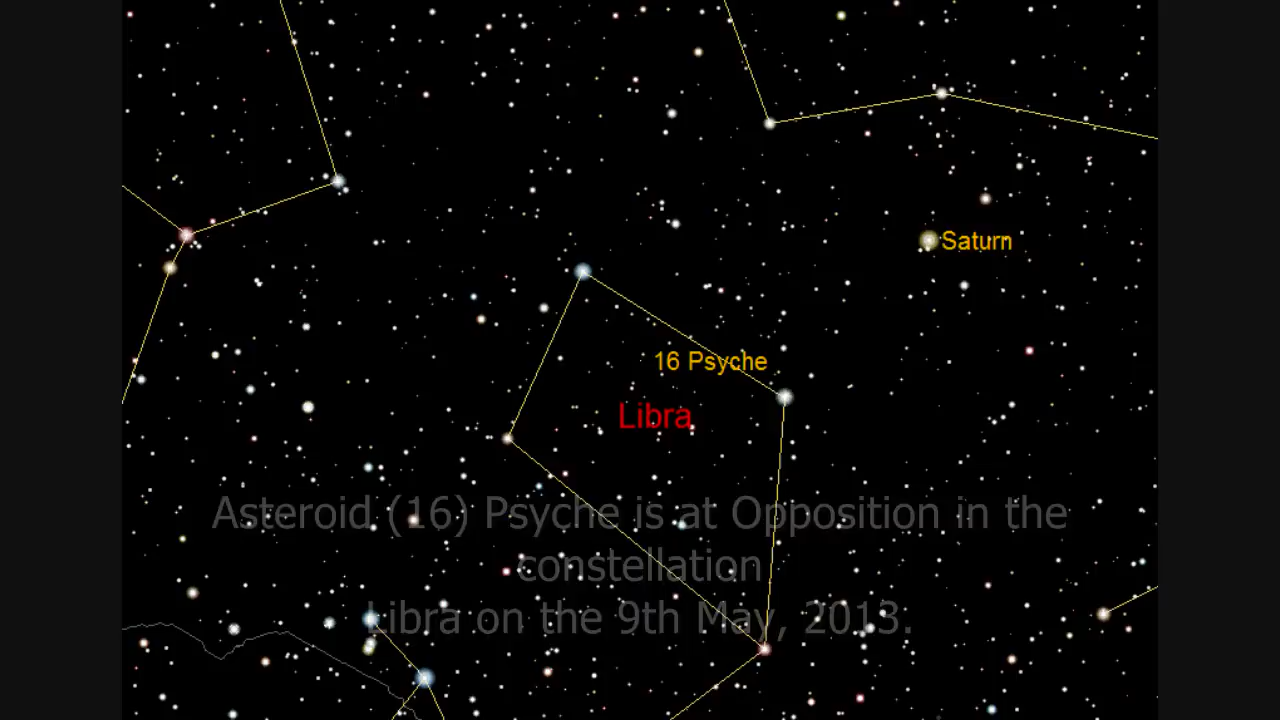 Saturn
16 Psyche
Libra
Asteroid (16) Psyche is at Opposition in the
constellation
Libra on the 9th May, 2013.